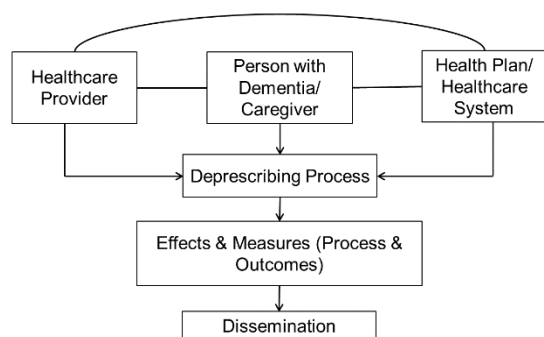 Healthcare
Provider
Person with
Dementia/
Caregiver
Health Plan/
Healthcare
System
Deprescribing Process
Effects & Measures (Process &
Outcomes)
Dissemination